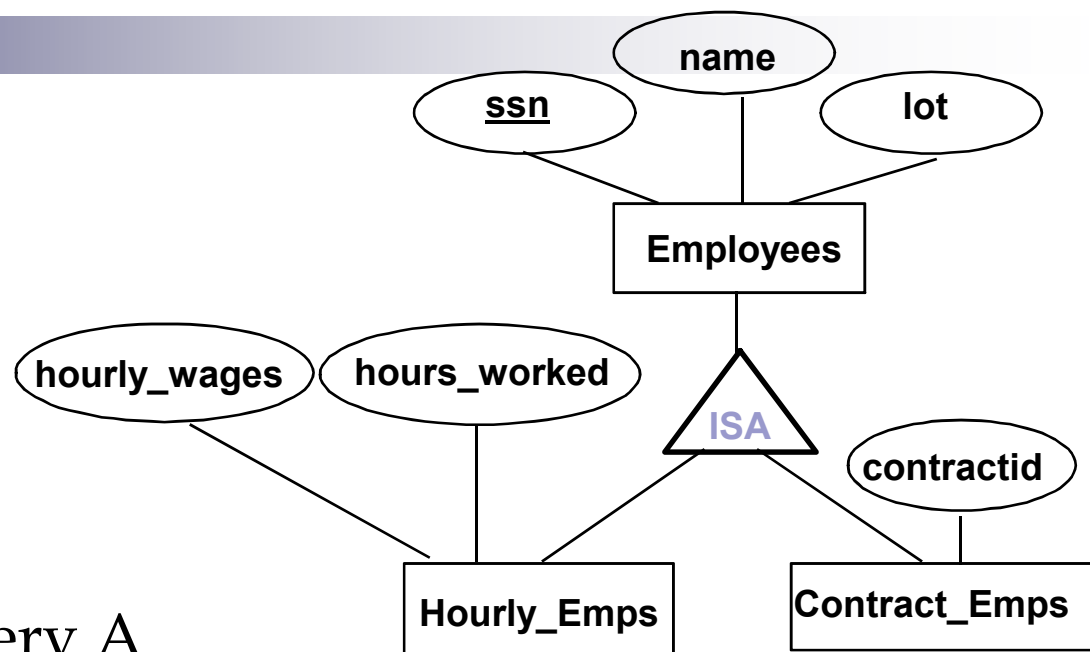 name
ssn
lot
Employees
hourly_wages
hours_worked
ISA
contractid
Hourly_Emps
Contract_Emps
A